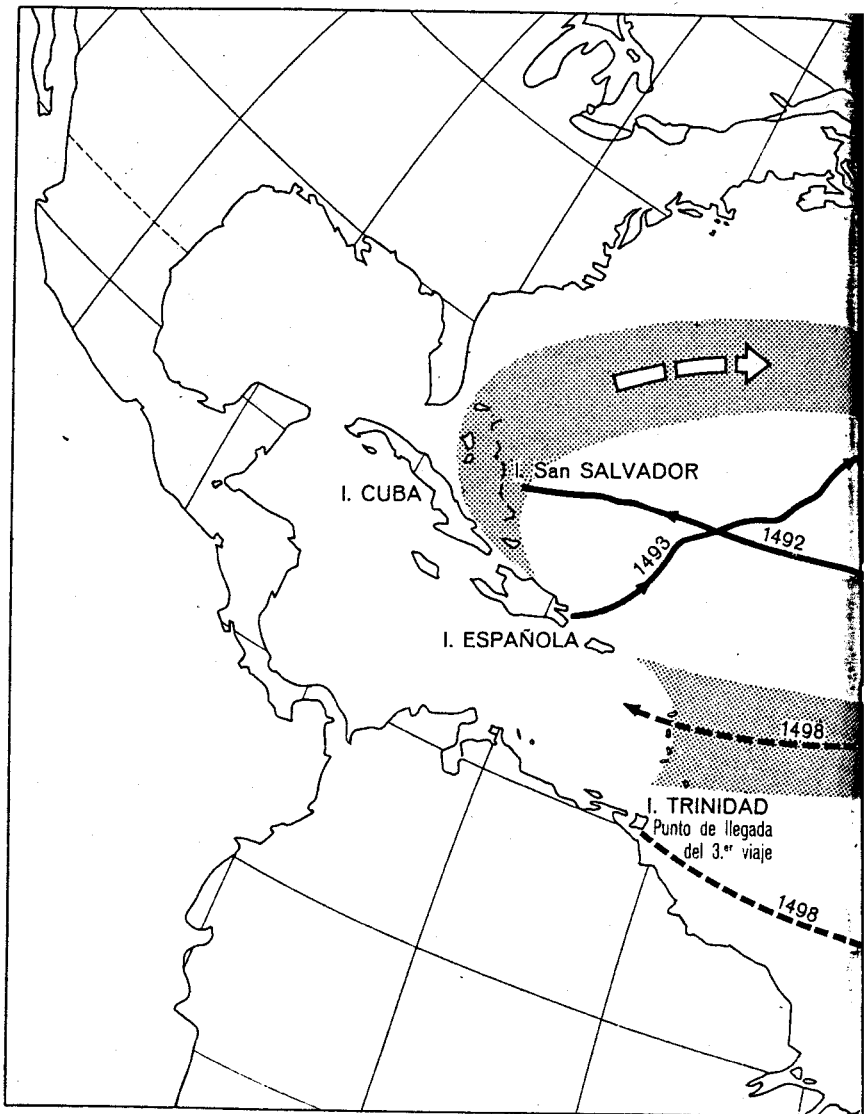 I. San SALVADOR
I. CUBA
1493
1492
I. ESPAÑOLA
1498
I. TRINIDAD
Punto de llegada
del 3.er viaje
1498